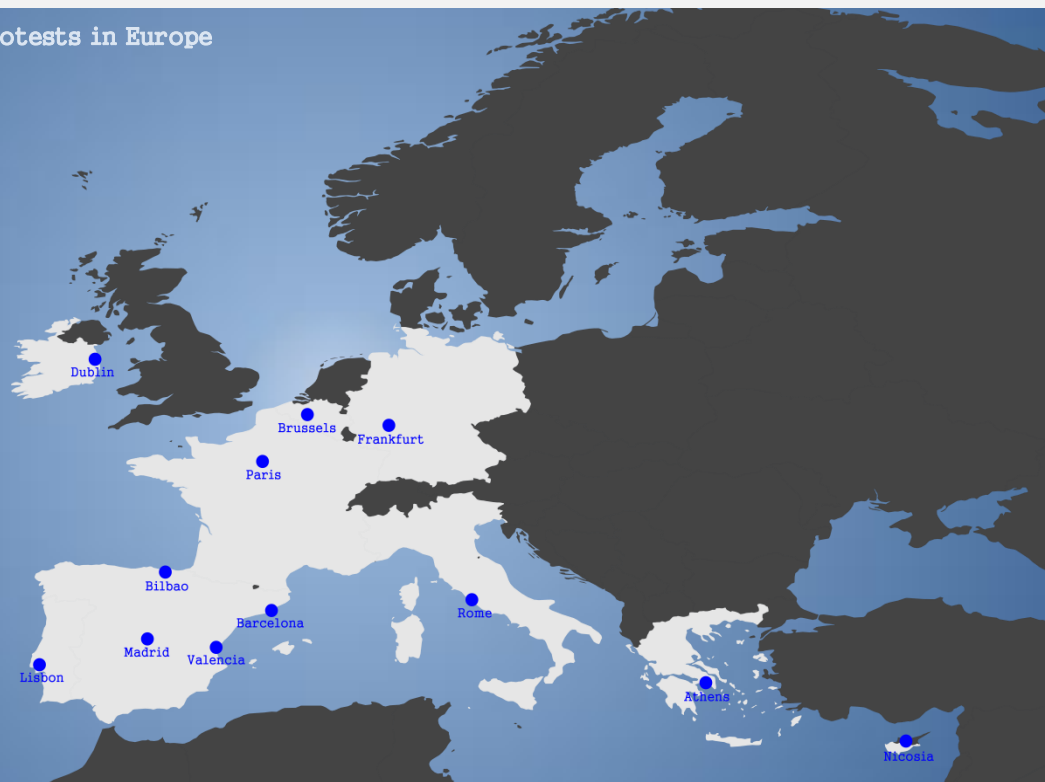 otests in Europe
Dublin
Brussels
Frankfurt
Paris
Bilbao
Barcelona
Rome
Madrid
Valencia
Lisbon
Athens
Nicosia